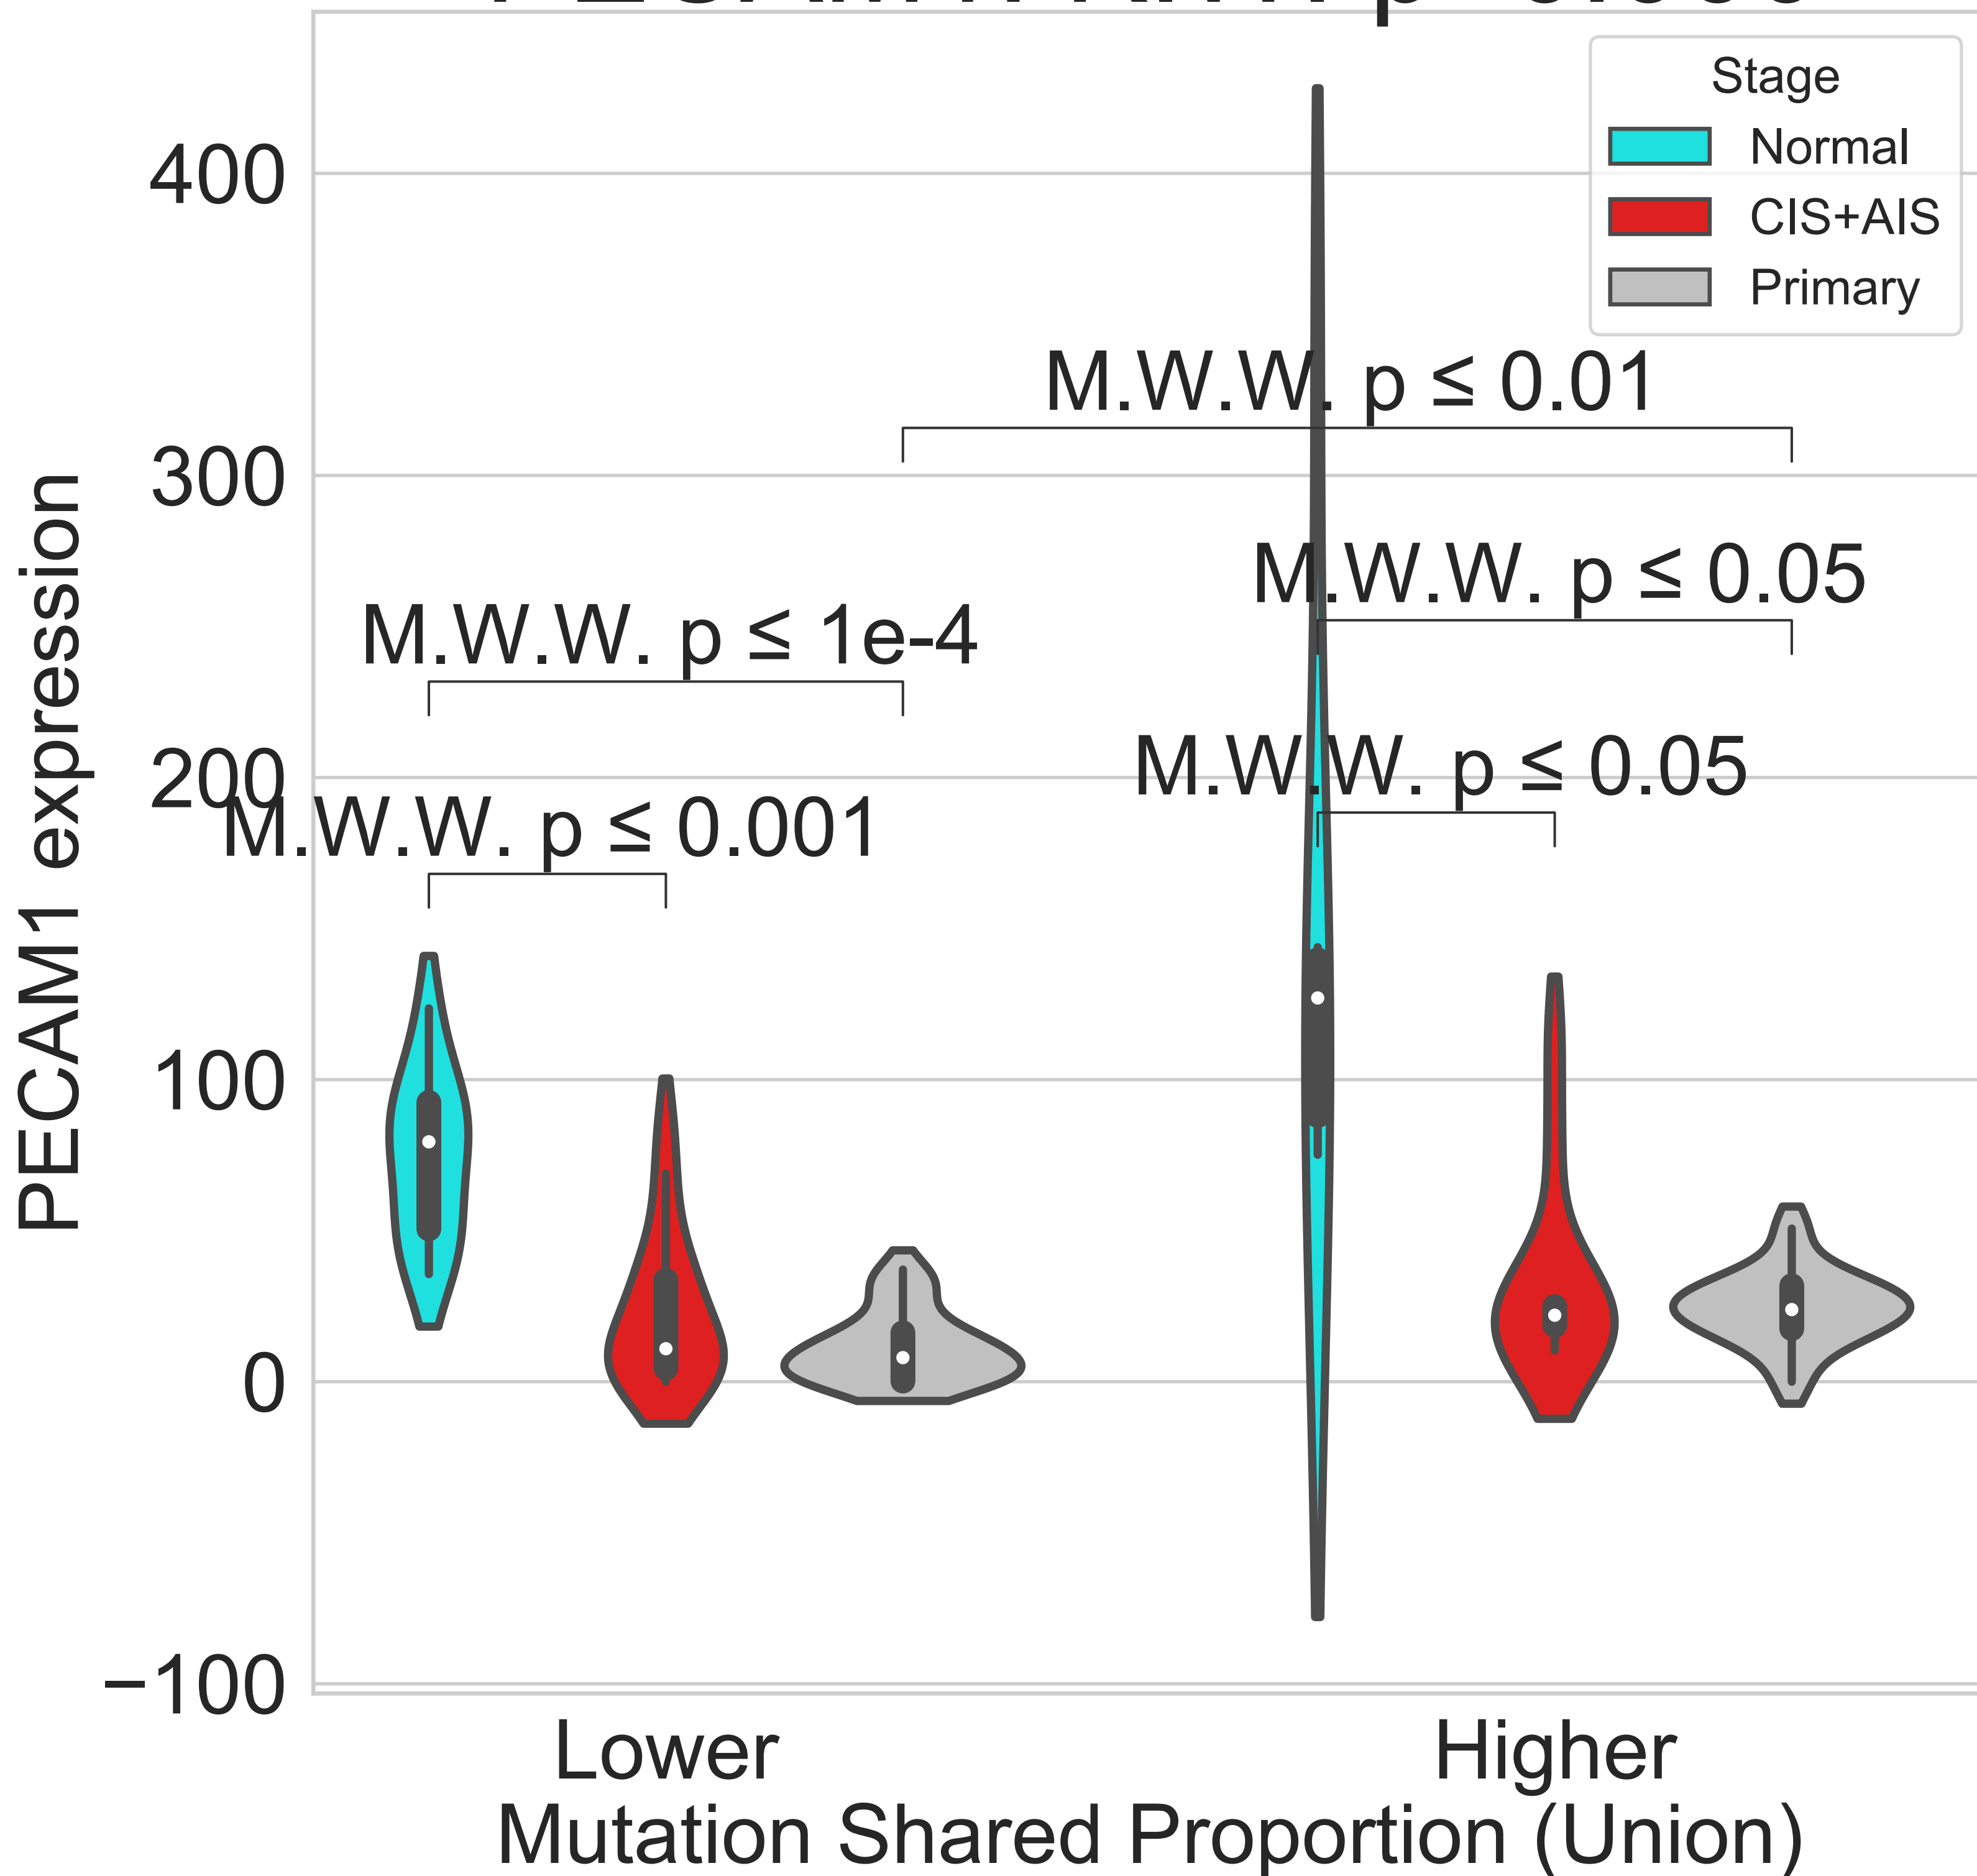 Stage
Normal
CIS+AIS
Primary
400
300
200
100
0
−100
PECAM1 expression
M.W.W. p ≤ 0.01
M.W.W. p ≤ 0.05
M.W.W. p ≤ 1e-4
M.W.W. p ≤ 0.05
M.W.W. p ≤ 0.001
Lower
Higher
Mutation Shared Proportion (Union)